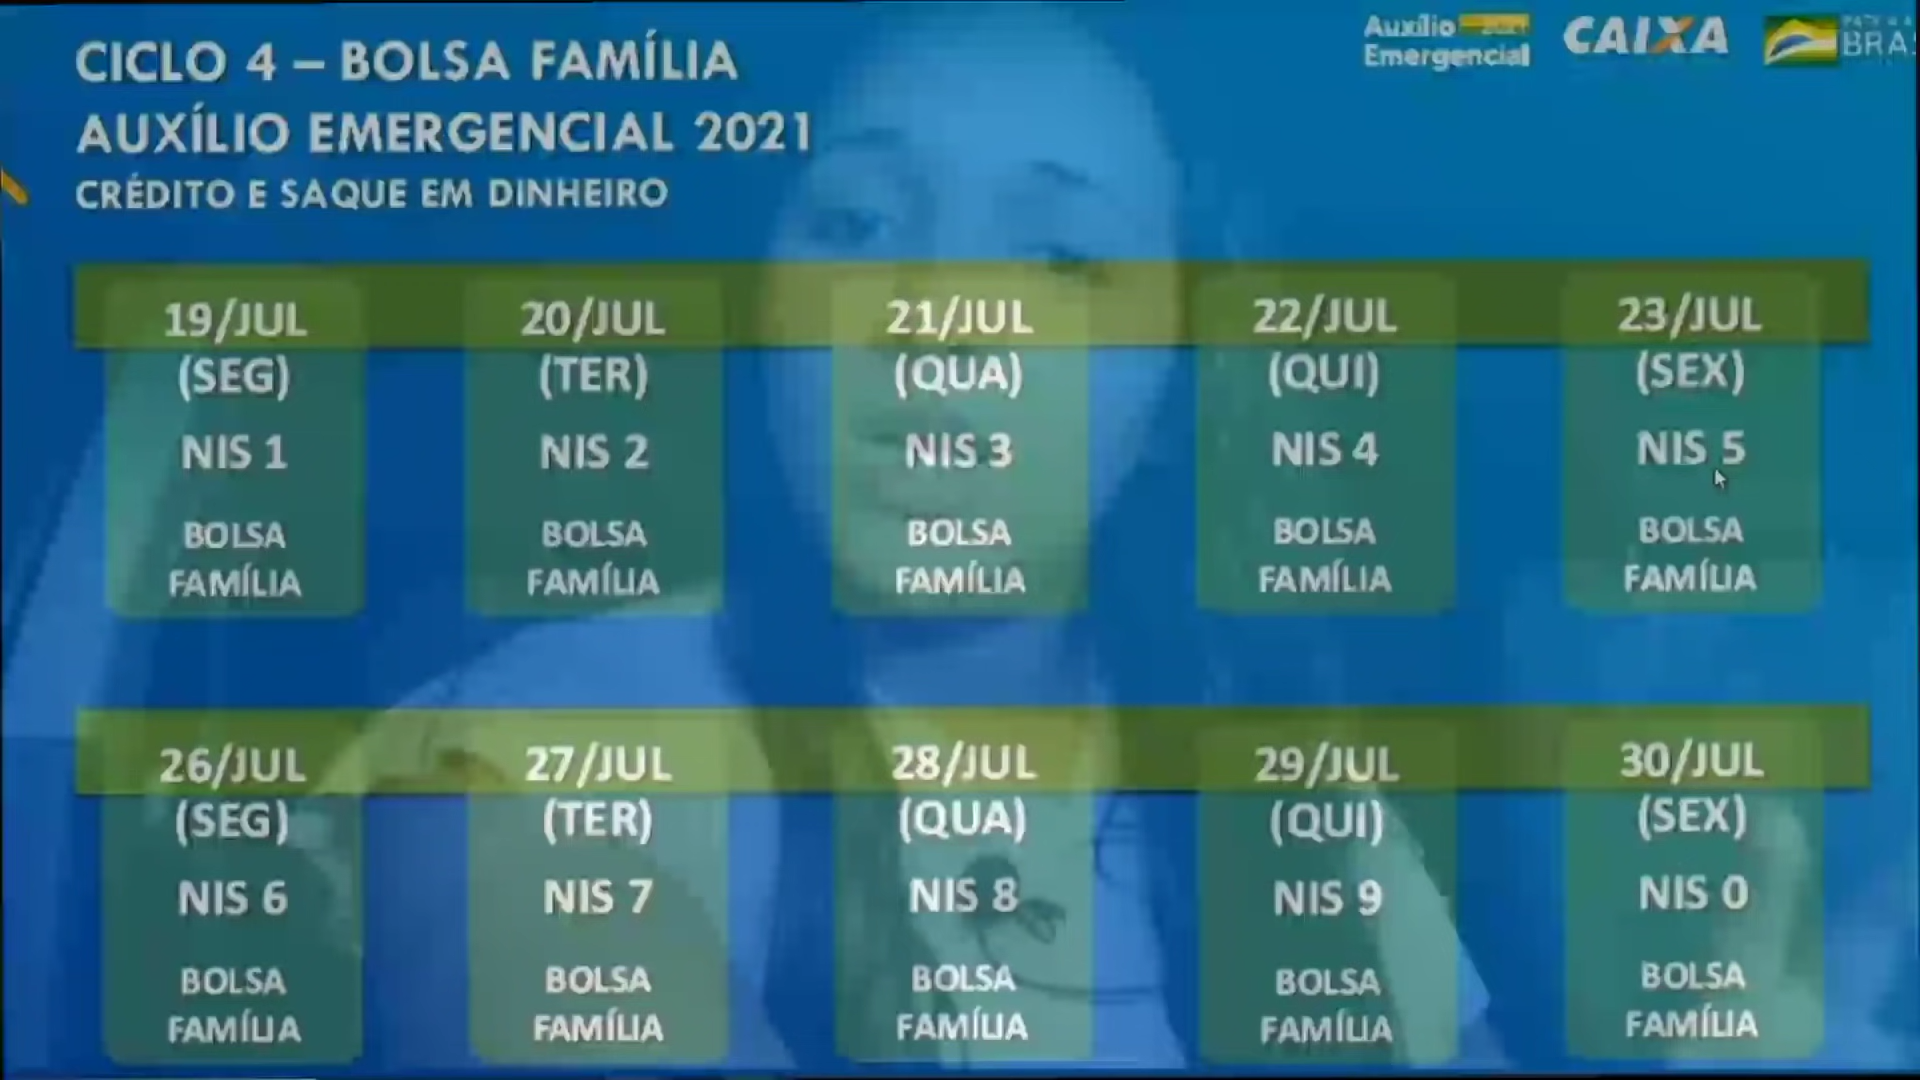 CICLO 4 – BOLSA FAMÍLIA
AUXÍLIO EMERGENCIAL 2021
CRÉDITO E SAQUE EM DINHEIRO
Auxílio 2021
Emergencial
CAIXA
BRAS
19/JUL
(SEG)
NIS 1
BOLSA
FAMÍLIA
20/JUL
(TER)
NIS 2
BOLSA
FAMÍLIA
21/JUL
(QUA)
NIS 3
BOLSA
FAMÍLIA
22/JUL
(QUI)
NIS 4
BOLSA
FAMÍLIA
23/JUL
(SEX)
NIS 5
BOLSA
FAMÍLIA
26/JUL
(SEG)
NIS 6
BOLSA
FAMÍLIA
27/JUL
(TER)
NIS 7
BOLSA
FAMÍLIA
28/JUL
(QUA)
NIS 8
BOLSA
FAMÍLIA
29/JUL
(QUI)
NIS 9
BOLSA
FAMÍLIA
30/JUL
(SEX)
NIS 0
BOLSA
FAMÍLIA